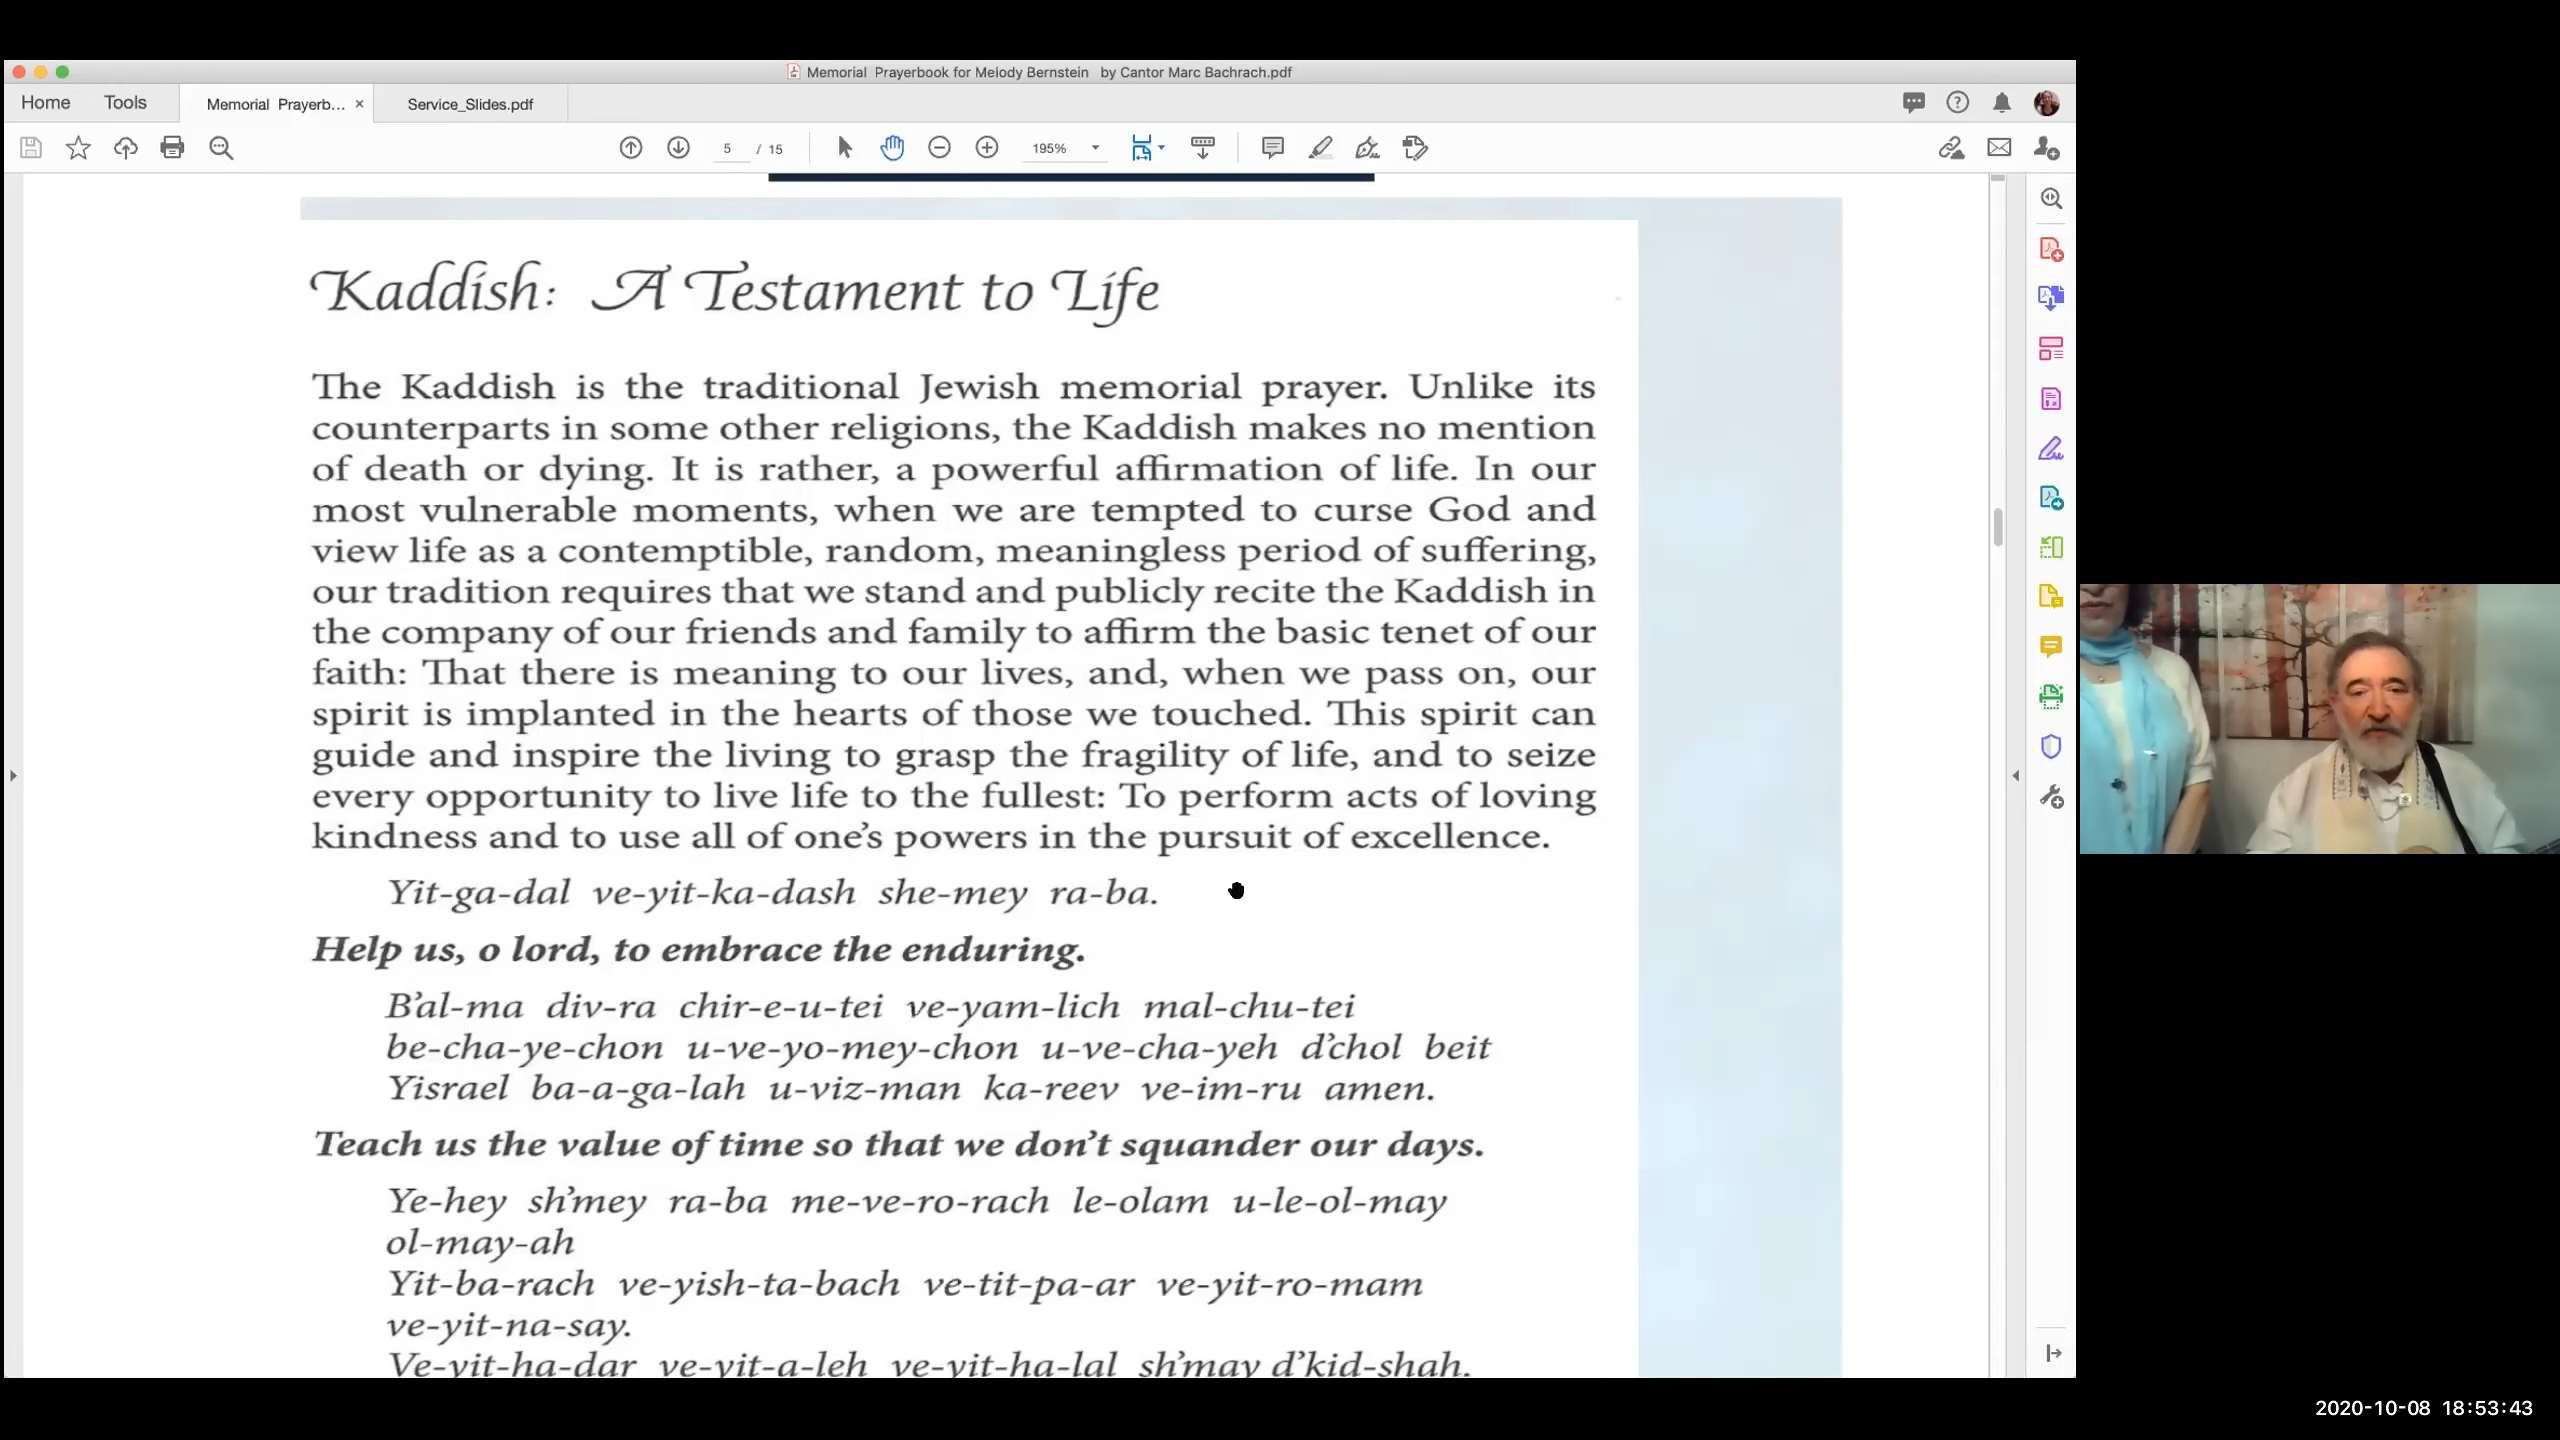 Memorial Prayerbook for Melody Bernstein by Cantor Marc Bachrach.pdf
Home Tools Memorial Prayerb... × Service_Slides.pdf
5 / 15 195%
Kaddish: A Testament to Life
The Kaddish is the traditional Jewish memorial prayer. Unlike its
counterparts in some other religions, the Kaddish makes no mention
of death or dying. It is rather, a powerful affirmation of life. In our
most vulnerable moments, when we are tempted to curse God and
view life as a contemptible, random, meaningless period of suffering,
our tradition requires that we stand and publicly recite the Kaddish in
the company of our friends and family to affirm the basic tenet of our
faith: That there is meaning to our lives, and, when we pass on, our
spirit is implanted in the hearts of those we touched. This spirit can
guide and inspire the living to grasp the fragility of life, and to seize
every opportunity to live life to the fullest: To perform acts of loving
kindness and to use all of one's powers in the pursuit of excellence.
Yit-ga-dal ve-yit-ka-dash she-mey ra-ba.
Help us, o lord, to embrace the enduring.
B'al-ma div-ra chir-e-u-tei ve-yam-lich mal-chu-tei
be-cha-ye-chon u-ve-yo-mey-chon u-ve-cha-yeh d'chol beit
Yisrael ba-a-ga-lah u-viz-man ka-reev ve-im-ru amen.
Teach us the value of time so that we don't squander our days.
Ye-hey sh'mey ra-ba me-ve-ro-rach le-olam u-le-ol-may
ol-may-ah
Yit-ba-rach ve-yish-ta-bach ve-tit-pa-ar ve-yit-ro-mam
ve-yit-na-say.
Ve-yit-ha-dar ve-yit-a-leh ve-yit-ha-lal sh'may d'kid-shah.
2020-10-08 18:53:43